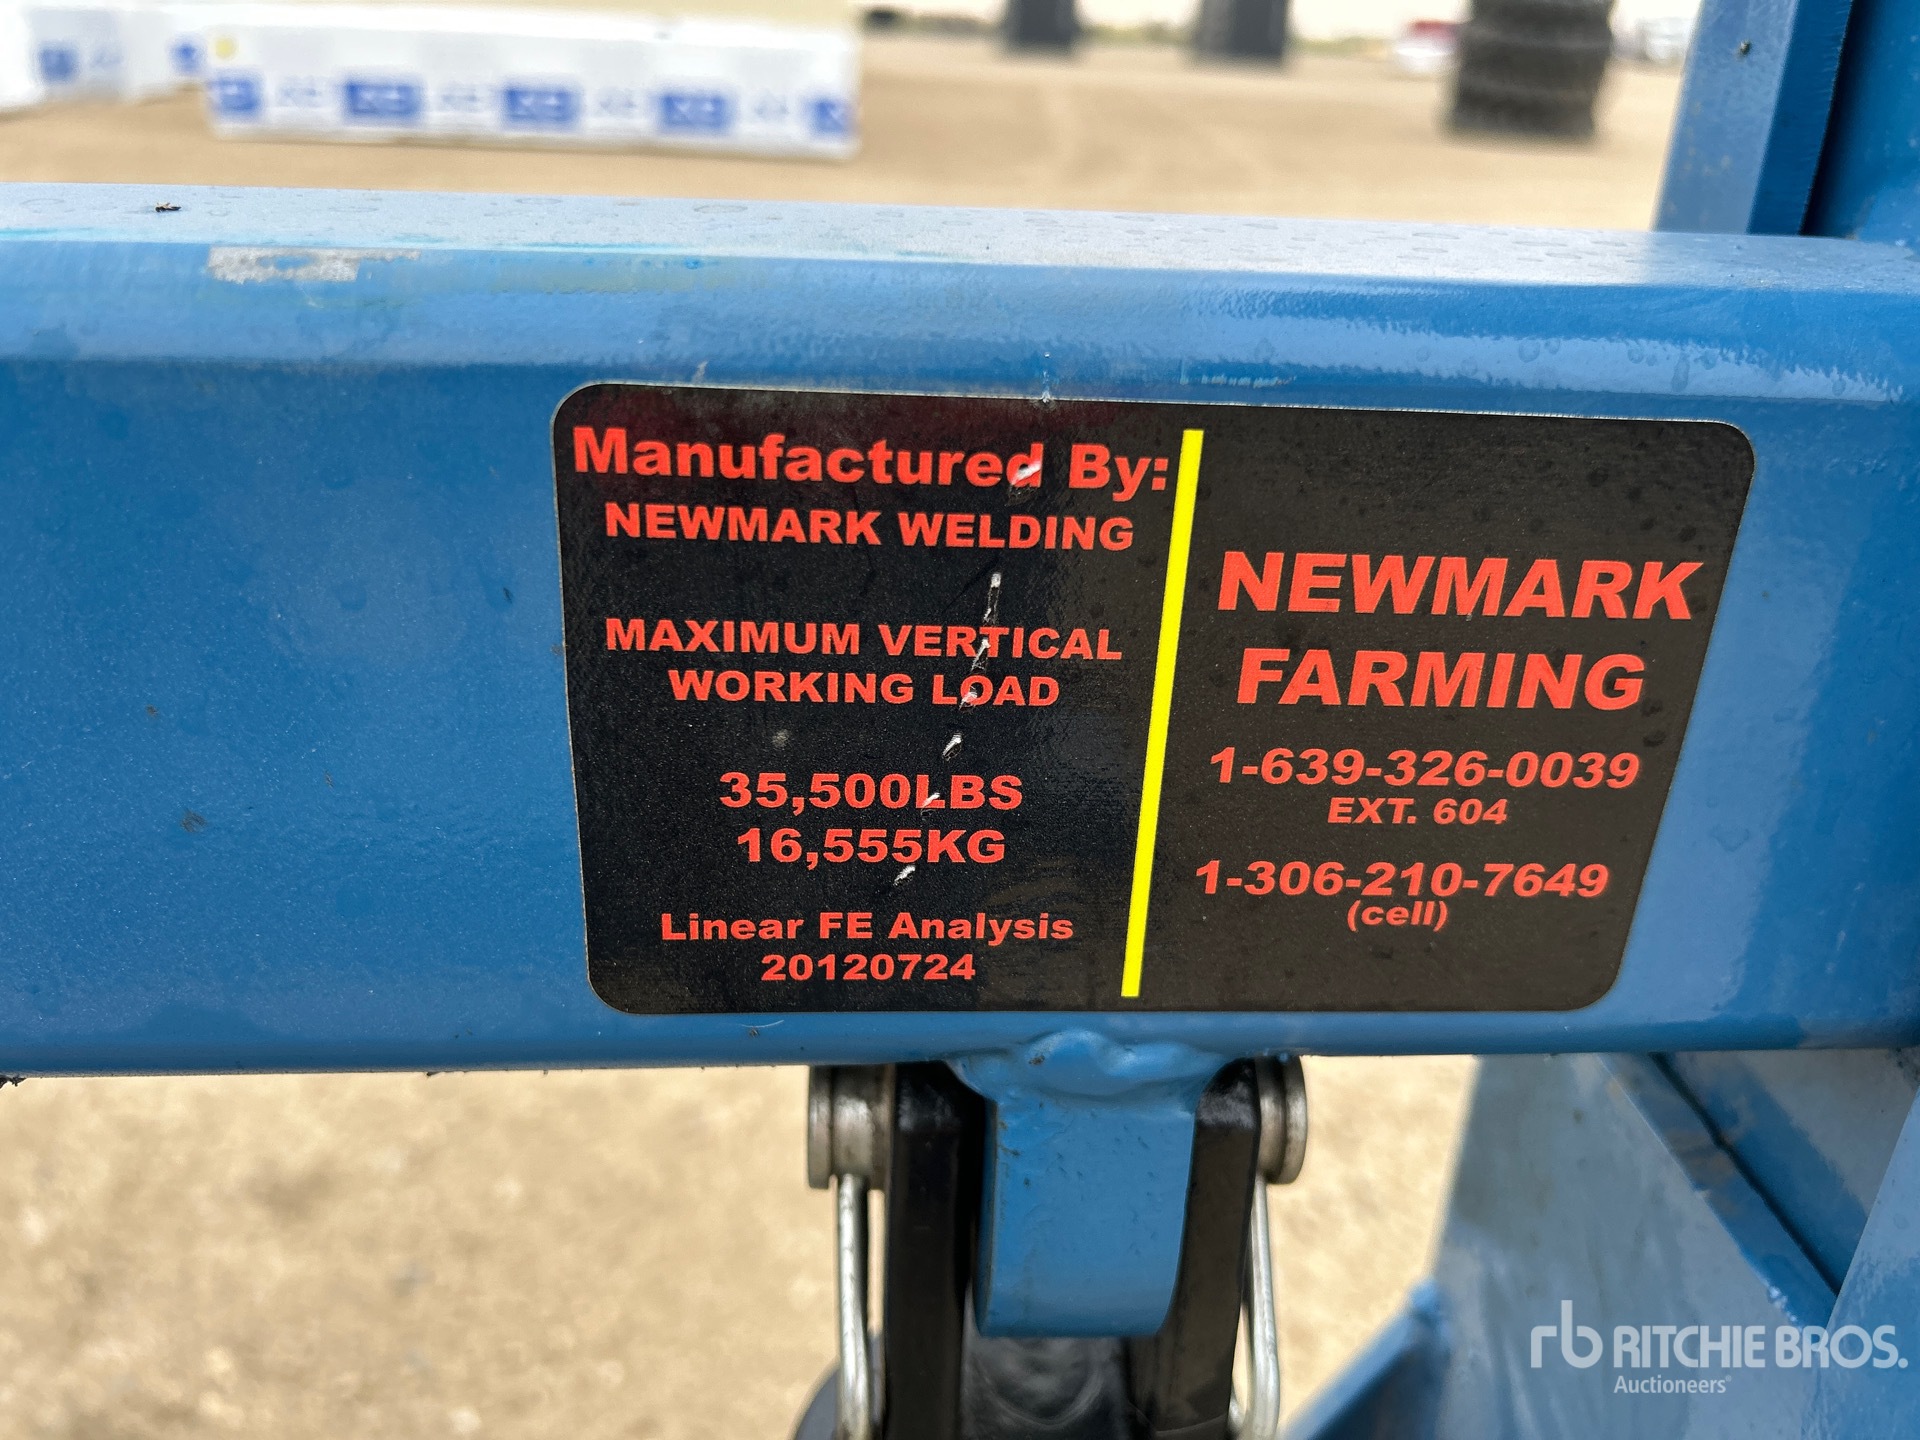 Manufactured By:
NEWMARK WELDING
MAXIMUM VERTICAL
WORKING LOAD
35,500LBS
16,555KG
Linear FE Analysis
20120724
NEWMARK
FARMING
1-639-326-0039
EXT. 604
1-306-210-7649
(cell)
rb RITCHIE BROS.
Auctioneers